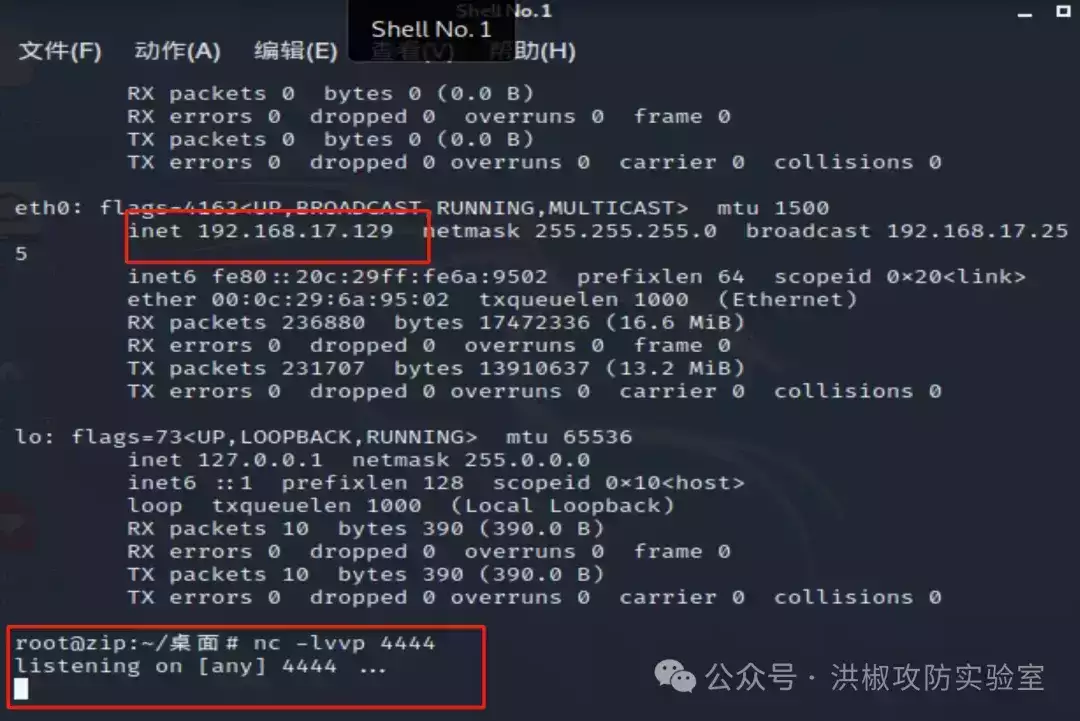 Shell No.1
Shell No. 1
文件(F) 动作(A) 编辑(E) 查看(V) 帮助(H)
RX packets 0 bytes 0 (0.0 B)
RX errors 0 dropped 0 overruns 0 frame 0
TX packets 0 bytes 0 (0.0 B)
TX errors 0 dropped 0 overruns 0 carrier 0 collisions 0
eth0: flags=4163<UP,BROADCAST,RUNNING,MULTICAST> mtu 1500
inet 192.168.17.129 netmask 255.255.255.0 broadcast 192.168.17.25
5
inet6 fe80::20c:29ff:fe6a:9502 prefixlen 64 scopeid 0×20<link>
ether 00:0c:29:6a:95:02 txqueuelen 1000 (Ethernet)
RX packets 236880 bytes 17472336 (16.6 MiB)
RX errors 0 dropped 0 overruns 0 frame 0
TX packets 231707 bytes 13910637 (13.2 MiB)
TX errors 0 dropped 0 overruns 0 carrier 0 collisions 0
lo: flags=73<UP,LOOPBACK,RUNNING> mtu 65536
inet 127.0.0.1 netmask 255.0.0.0
inet6 ::1 prefixlen 128 scopeid 0×10<host>
loop txqueuelen 1000 (Local Loopback)
RX packets 10 bytes 390 (390.0 B)
RX errors 0 dropped 0 overruns 0 frame 0
TX packets 10 bytes 390 (390.0 B)
TX errors 0 dropped 0 overruns 0 carrier 0 collisions 0
root@zip:~/桌面# nc -lvvp 4444
listening on [any] 4444 ...
公众号 · 洪椒攻防实验室